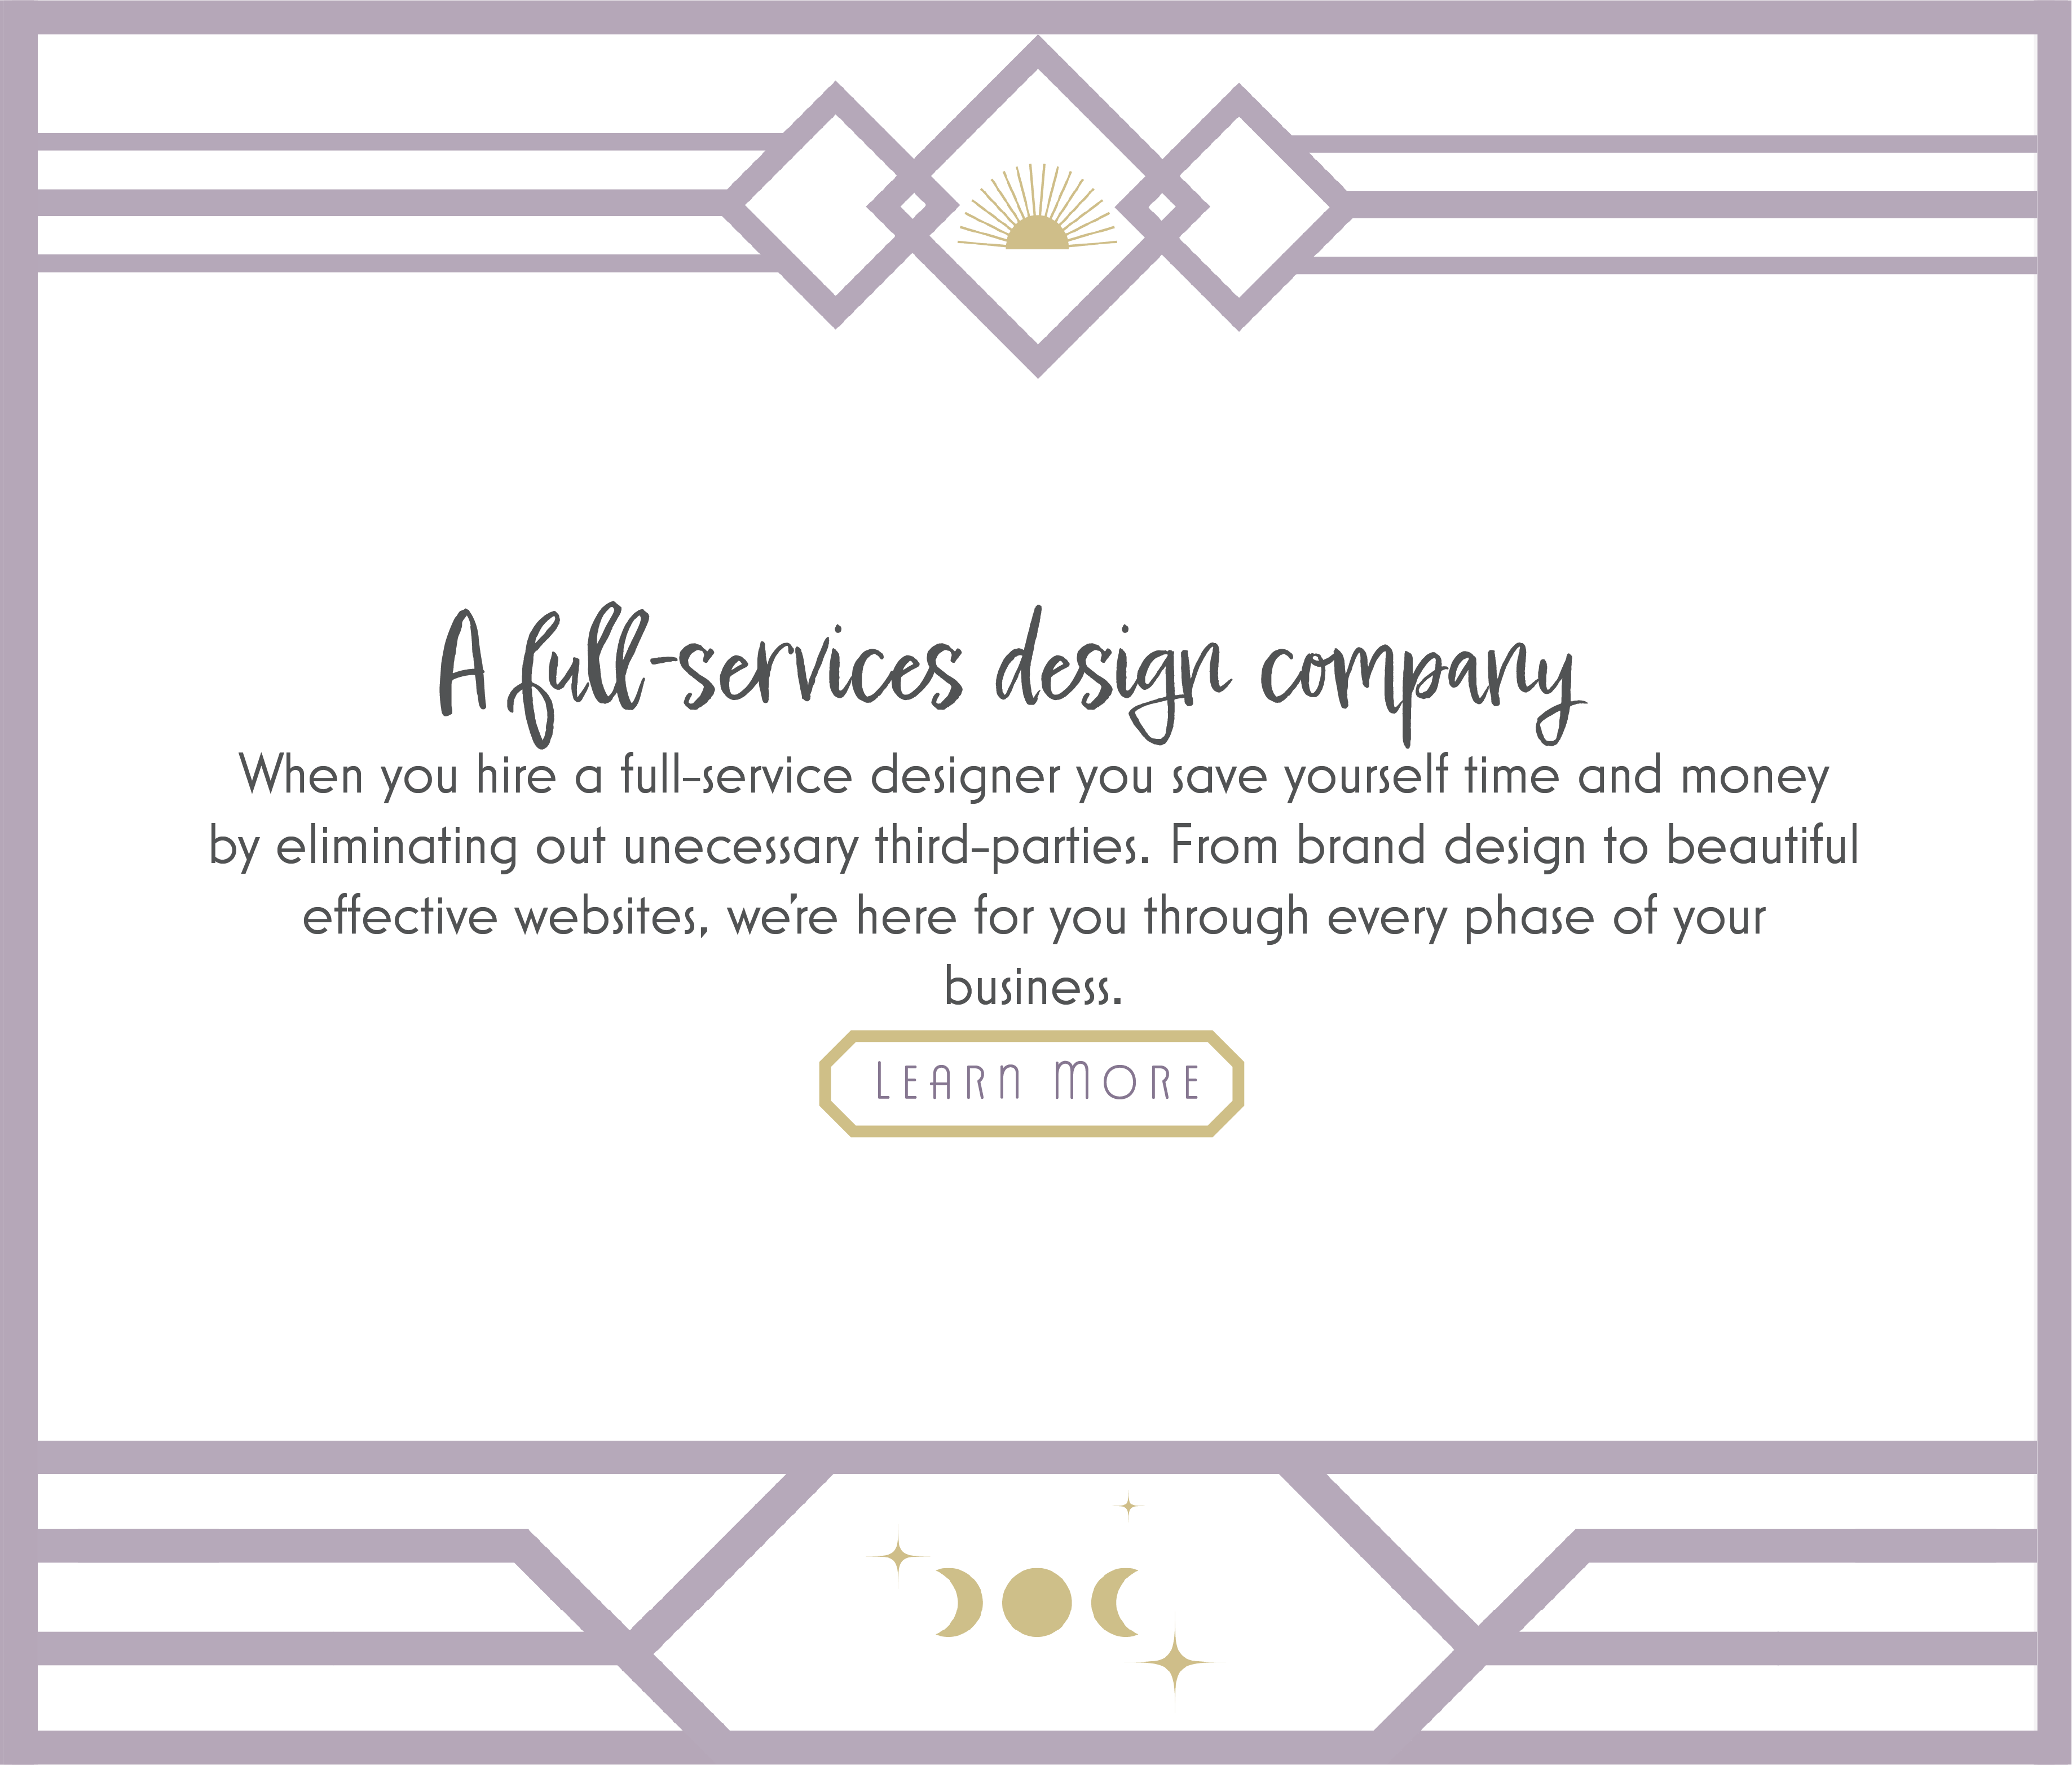 A full-services design company
When you hire a full-service designer you save yourself time and money
by eliminating out unecessary third-parties. From brand design to beautiful
effective websites, we're here for you through every phase of your
business.
Learn More